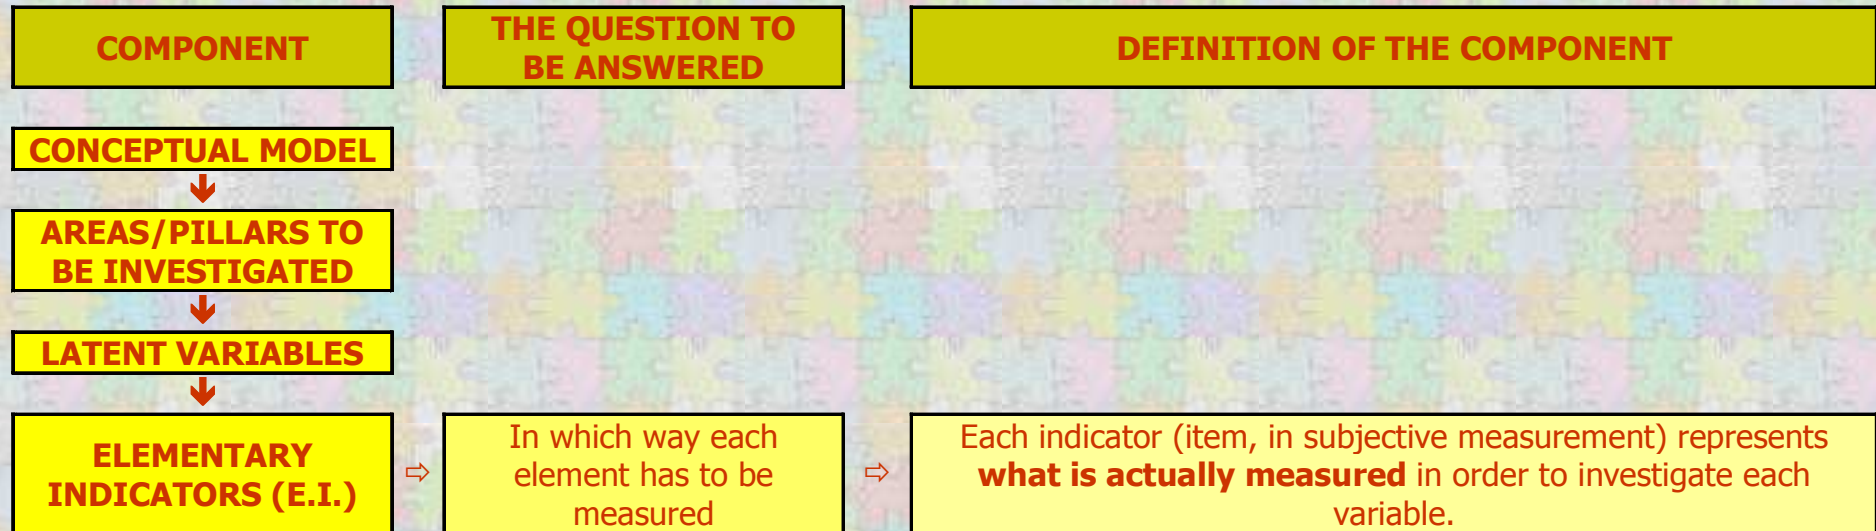 COMPONENT
THE QUESTION TO
BE ANSWERED
DEFINITION OF THE COMPONENT
CONCEPTUAL MODEL
AREAS/PILLARS TO
BE INVESTIGATED
LATENT VARIABLES
ELEMENTARY
INDICATORS (E.I.)
In which way each
element has to be
measured
Each indicator (item, in subjective measurement) represents
what is actually measured in order to investigate each
variable.